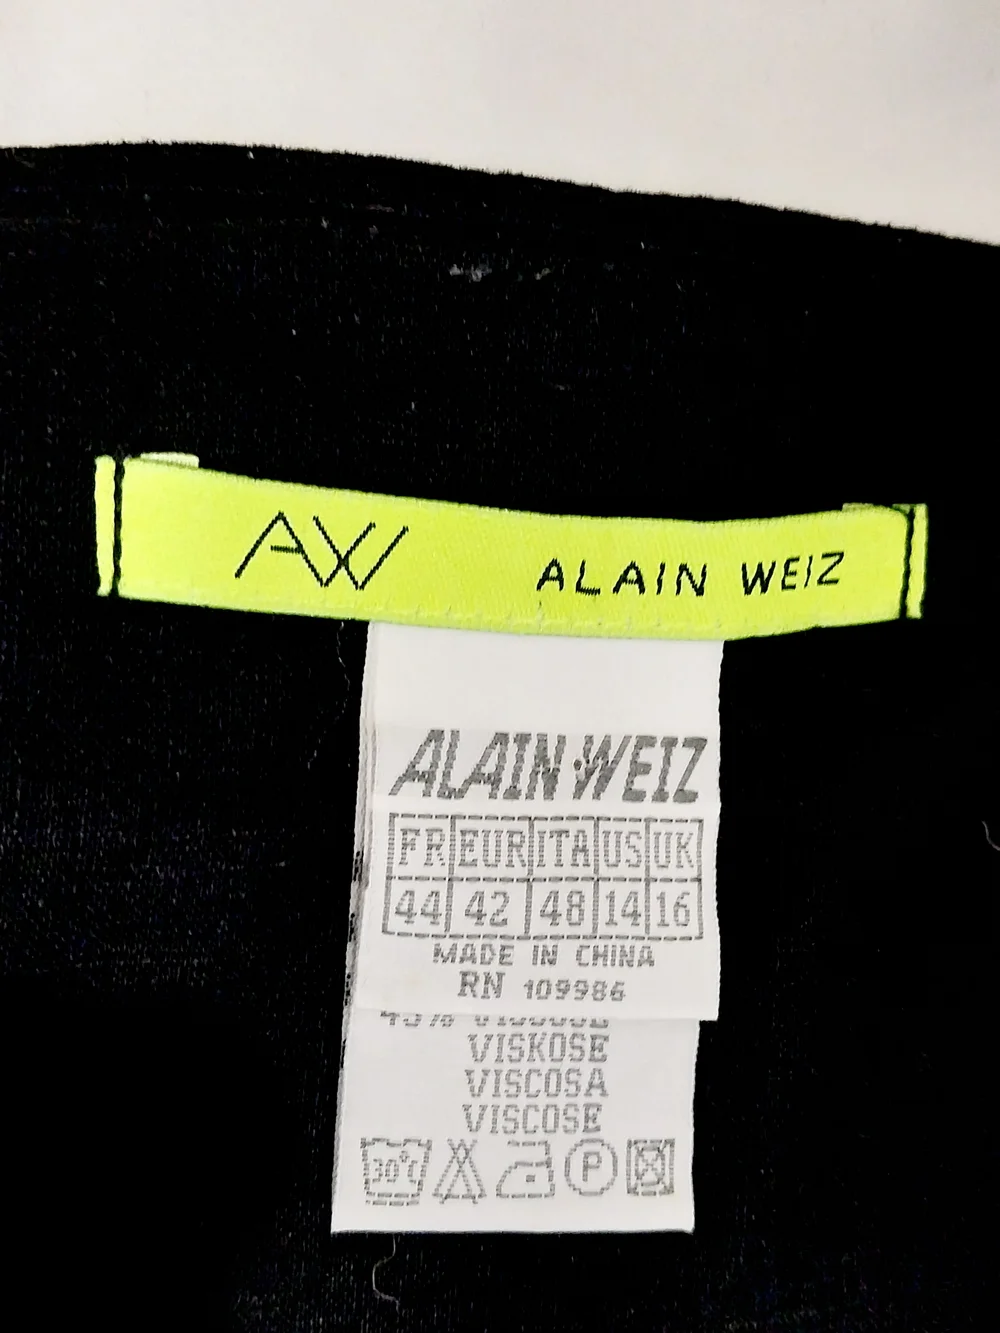 AW ALAIN WEIZ
ALAIN·WEIZ
FR EUR ITA US UK
44 42 48 14 16
MADE IN CHINA
RN 109986
VISCOSE
VISKOSE
VISCOSA
VISCOSE
30°C P